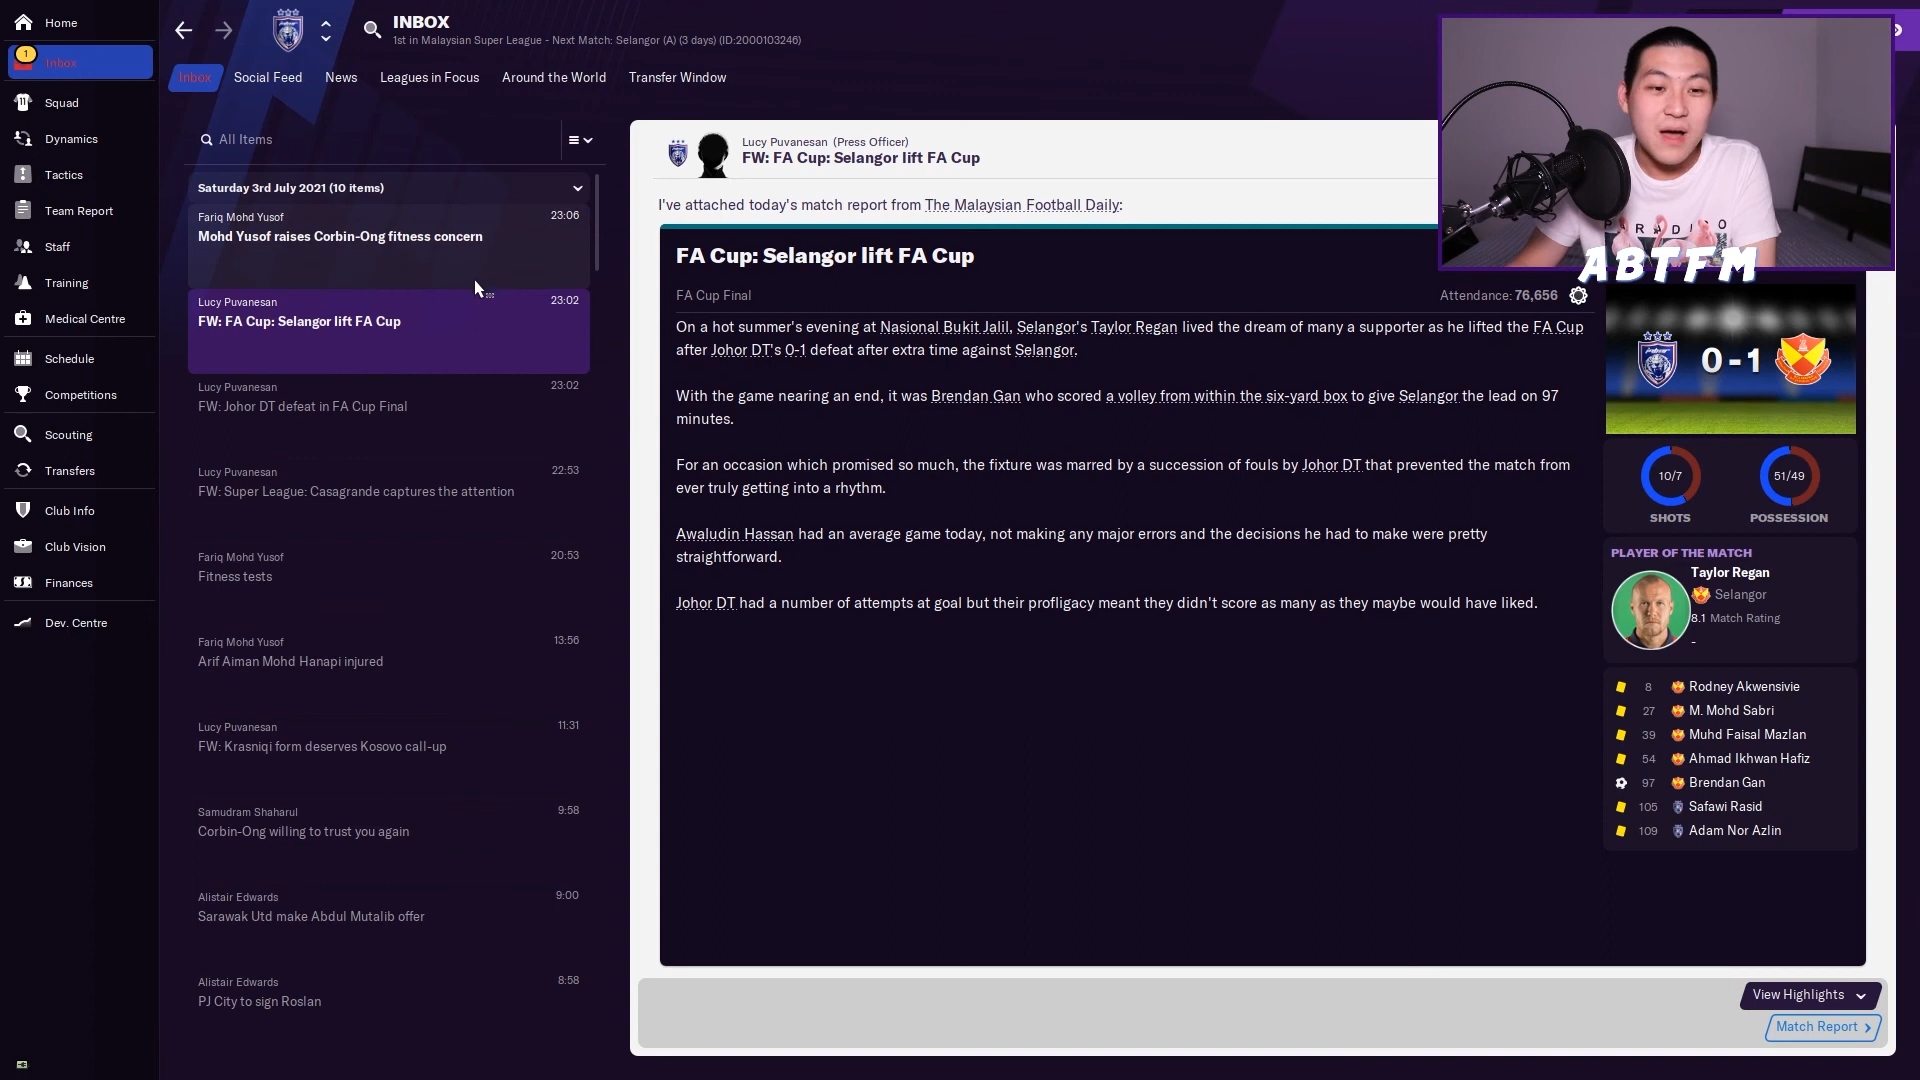 Home
1
Inbox
Squad
Dynamics
Tactics
Team Report
Staff
Training
Medical Centre
Schedule
Competitions
Scouting
Transfers
Club Info
Club Vision
Finances
Dev. Centre
INBOX
1st in Malaysian Super League - Next Match: Selangor (A) (3 days) (ID:2000103246)
Inbox Social Feed News Leagues in Focus Around the World Transfer Window
All Items
Saturday 3rd July 2021 (10 items)
Fariq Mohd Yusof 23:06
Mohd Yusof raises Corbin-Ong fitness concern
Lucy Puvanesan 23:02
FW: FA Cup: Selangor lift FA Cup
Lucy Puvanesan 23:02
FW: Johor DT defeat in FA Cup Final
Lucy Puvanesan 22:53
FW: Super League: Casagrande captures the attention
Fariq Mohd Yusof 20:53
Fitness tests
Fariq Mohd Yusof 13:56
Arif Aiman Mohd Hanapi injured
Lucy Puvanesan 11:31
FW: Krasniqi form deserves Kosovo call-up
Samudram Shaharul 9:58
Corbin-Ong willing to trust you again
Alistair Edwards 9:00
Sarawak Utd make Abdul Mutalib offer
Alistair Edwards 8:58
PJ City to sign Roslan
Lucy Puvanesan (Press Officer)
FW: FA Cup: Selangor lift FA Cup
I've attached today's match report from The Malaysian Football Daily:
FA Cup: Selangor lift FA Cup
FA Cup Final Attendance: 76,656
On a hot summer's evening at Nasional Bukit Jalil, Selangor's Taylor Regan lived the dream of many a supporter as he lifted the FA Cup
after Johor DT's 0-1 defeat after extra time against Selangor.
With the game nearing an end, it was Brendan Gan who scored a volley from within the six-yard box to give Selangor the lead on 97
minutes.
For an occasion which promised so much, the fixture was marred by a succession of fouls by Johor DT that prevented the match from
ever truly getting into a rhythm.
Awaludin Hassan had an average game today, not making any major errors and the decisions he had to make were pretty
straightforward.
Johor DT had a number of attempts at goal but their profligacy meant they didn't score as many as they maybe would have liked.
PARADISO
ABTFM
0 - 1
10/7 51/49
SHOTS POSSESSION
PLAYER OF THE MATCH
Taylor Regan
Selangor
8.1 Match Rating
-
8 Rodney Akwensivie
27 M. Mohd Sabri
39 Muhd Faisal Mazlan
54 Ahmad Ikhwan Hafiz
97 Brendan Gan
105 Safawi Rasid
109 Adam Nor Azlin
View Highlights
Match Report